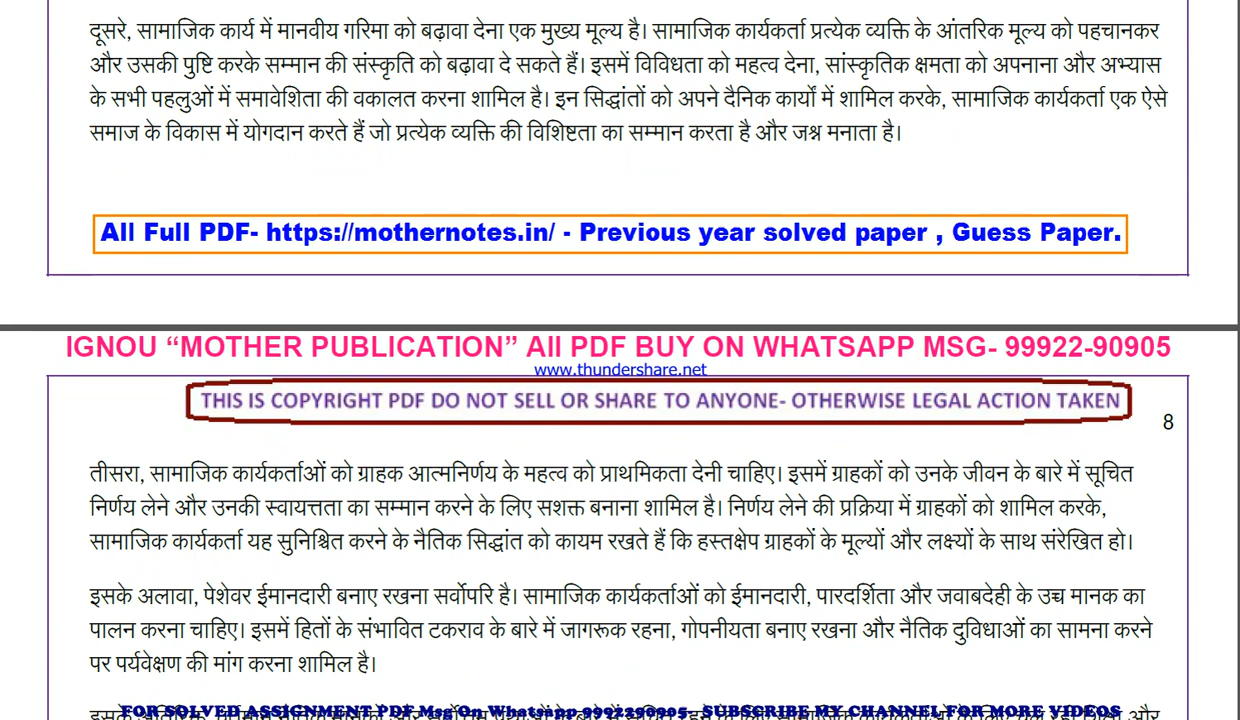 दूसरे, सामाजिक कार्य में मानवीय गरिमा को बढ़ावा देना एक मुख्य मूल्य है। सामाजिक कार्यकर्ता प्रत्येक व्यक्ति के आंतरिक मूल्य को पहचानकर
और उसकी पुष्टि करके सम्मान की संस्कृति को बढ़ावा दे सकते हैं। इसमें विविधता को महत्व देना, सांस्कृतिक क्षमता को अपनाना और अभ्यास
के सभी पहलुओं में समावेशिता की वकालत करना शामिल है। इन सिद्धांतों को अपने दैनिक कार्यों में शामिल करके, सामाजिक कार्यकर्ता एक ऐसे
समाज के विकास में योगदान करते हैं जो प्रत्येक व्यक्ति की विशिष्टता का सम्मान करता है और जश्न मनाता है।
All Full PDF- https://mothernotes.in/ - Previous year solved paper , Guess Paper.
IGNOU “MOTHER PUBLICATION” All PDF BUY ON WHATSAPP MSG- 99922-90905
www.thundershare.net
THIS IS COPYRIGHT PDF DO NOT SELL OR SHARE TO ANYONE- OTHERWISE LEGAL ACTION TAKEN
8
तीसरा, सामाजिक कार्यकर्ताओं को ग्राहक आत्मनिर्णय के महत्व को प्राथमिकता देनी चाहिए। इसमें ग्राहकों को उनके जीवन के बारे में सूचित
निर्णय लेने और उनकी स्वायत्तता का सम्मान करने के लिए सशक्त बनाना शामिल है। निर्णय लेने की प्रक्रिया में ग्राहकों को शामिल करके,
सामाजिक कार्यकर्ता यह सुनिश्चित करने के नैतिक सिद्धांत को कायम रखते हैं कि हस्तक्षेप ग्राहकों के मूल्यों और लक्ष्यों के साथ संरेखित हो।
इसके अलावा, पेशेवर ईमानदारी बनाए रखना सर्वोपरि है। सामाजिक कार्यकर्ताओं को ईमानदारी, पारदर्शिता और जवाबदेही के उच्च मानक का
पालन करना चाहिए। इसमें हितों के संभावित टकराव के बारे में जागरूक रहना, गोपनीयता बनाए रखना और नैतिक दुविधाओं का सामना करने
पर पर्यवेक्षण की मांग करना शामिल है।
FOR SOLVED ASSIGNMENT PDF Msg On Whatsapp 9992290905, SUBSCRIBE MY CHANNEL FOR MORE VIDEOS